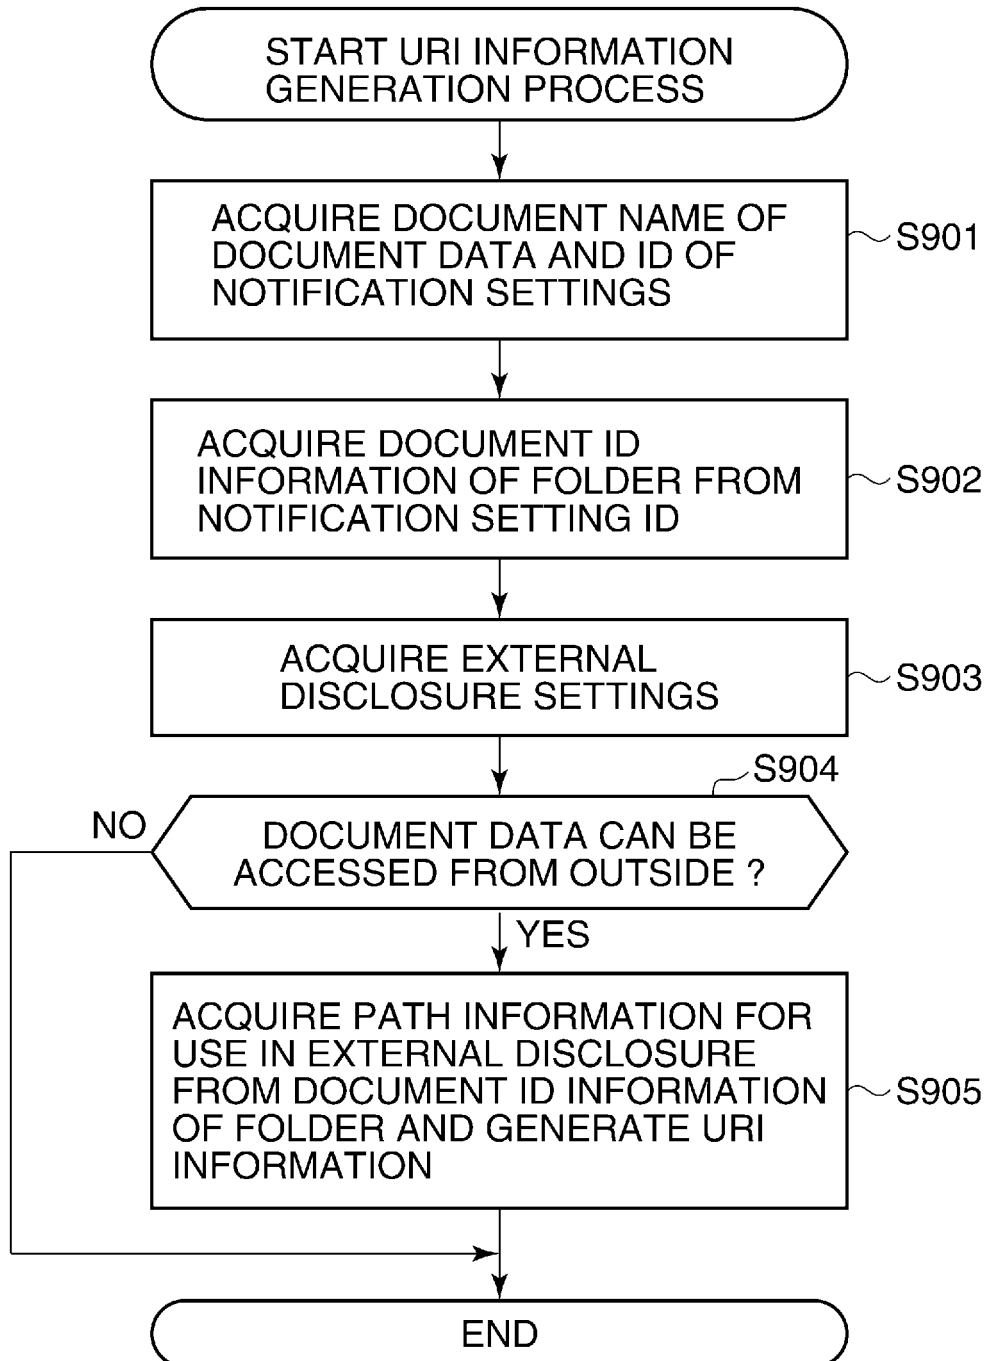 START URI INFORMATION
GENERATION PROCESS
ACQUIRE DOCUMENT NAME OF
DOCUMENT DATA AND ID OF
NOTIFICATION SETTINGS
S901
ACQUIRE DOCUMENT ID
INFORMATION OF FOLDER FROM
NOTIFICATION SETTING ID
S902
ACQUIRE EXTERNAL
DISCLOSURE SETTINGS
S903
S904
NO
DOCUMENT DATA CAN BE
ACCESSED FROM OUTSIDE ?
YES
ACQUIRE PATH INFORMATION FOR
USE IN EXTERNAL DISCLOSURE
FROM DOCUMENT ID INFORMATION
OF FOLDER AND GENERATE URI
INFORMATION
S905
END